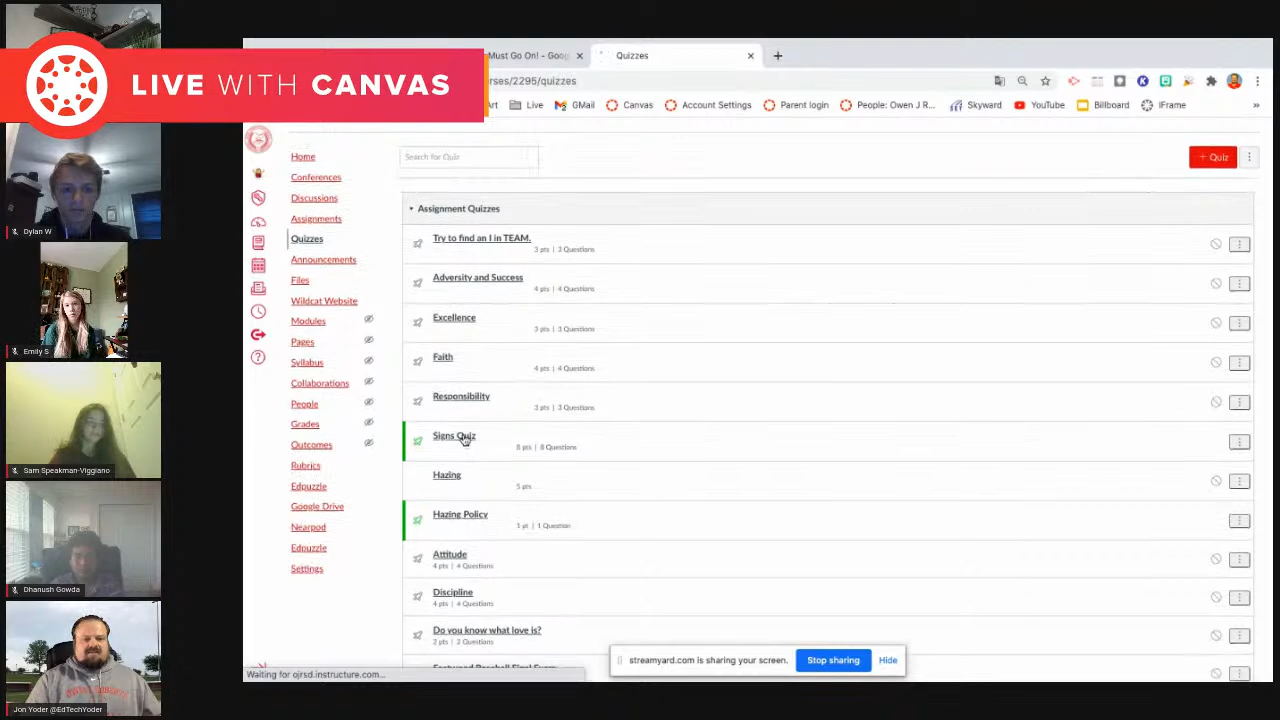 LIVE WITH CANVAS
Must Go On! - Goog
Quizzes
rses/2295/quizzes
Art
Live
GMail
Canvas
Account Settings
Parent login
People: Owen J R...
Skyward
YouTube
Billboard
IFrame
Search for Quiz
+ Quiz
Home
Conferences
Discussions
Assignments
Quizzes
Announcements
Files
Wildcat Website
Modules
Pages
Syllabus
Collaborations
People
Grades
Outcomes
Rubrics
Edpuzzle
Google Drive
Nearpod
Edpuzzle
Settings
Assignment Quizzes
Try to find an I in TEAM.
3 pts | 3 Questions
Adversity and Success
4 pts | 4 Questions
Excellence
3 pts | 3 Questions
Faith
4 pts | 4 Questions
Responsibility
3 pts | 3 Questions
Signs Quiz
8 pts | 8 Questions
Hazing
5 pts
Hazing Policy
1 pt | 1 Question
Attitude
4 pts | 4 Questions
Discipline
4 pts | 4 Questions
Do you know what love is?
2 pts | 2 Questions
Waiting for ojrsd.instructure.com...
streamyard.com is sharing your screen.
Stop sharing
Hide
Dylan W
Emily S
Sam Speakman-Viggiano
Dhanush Gowda
Jon Yoder @EdTechYoder